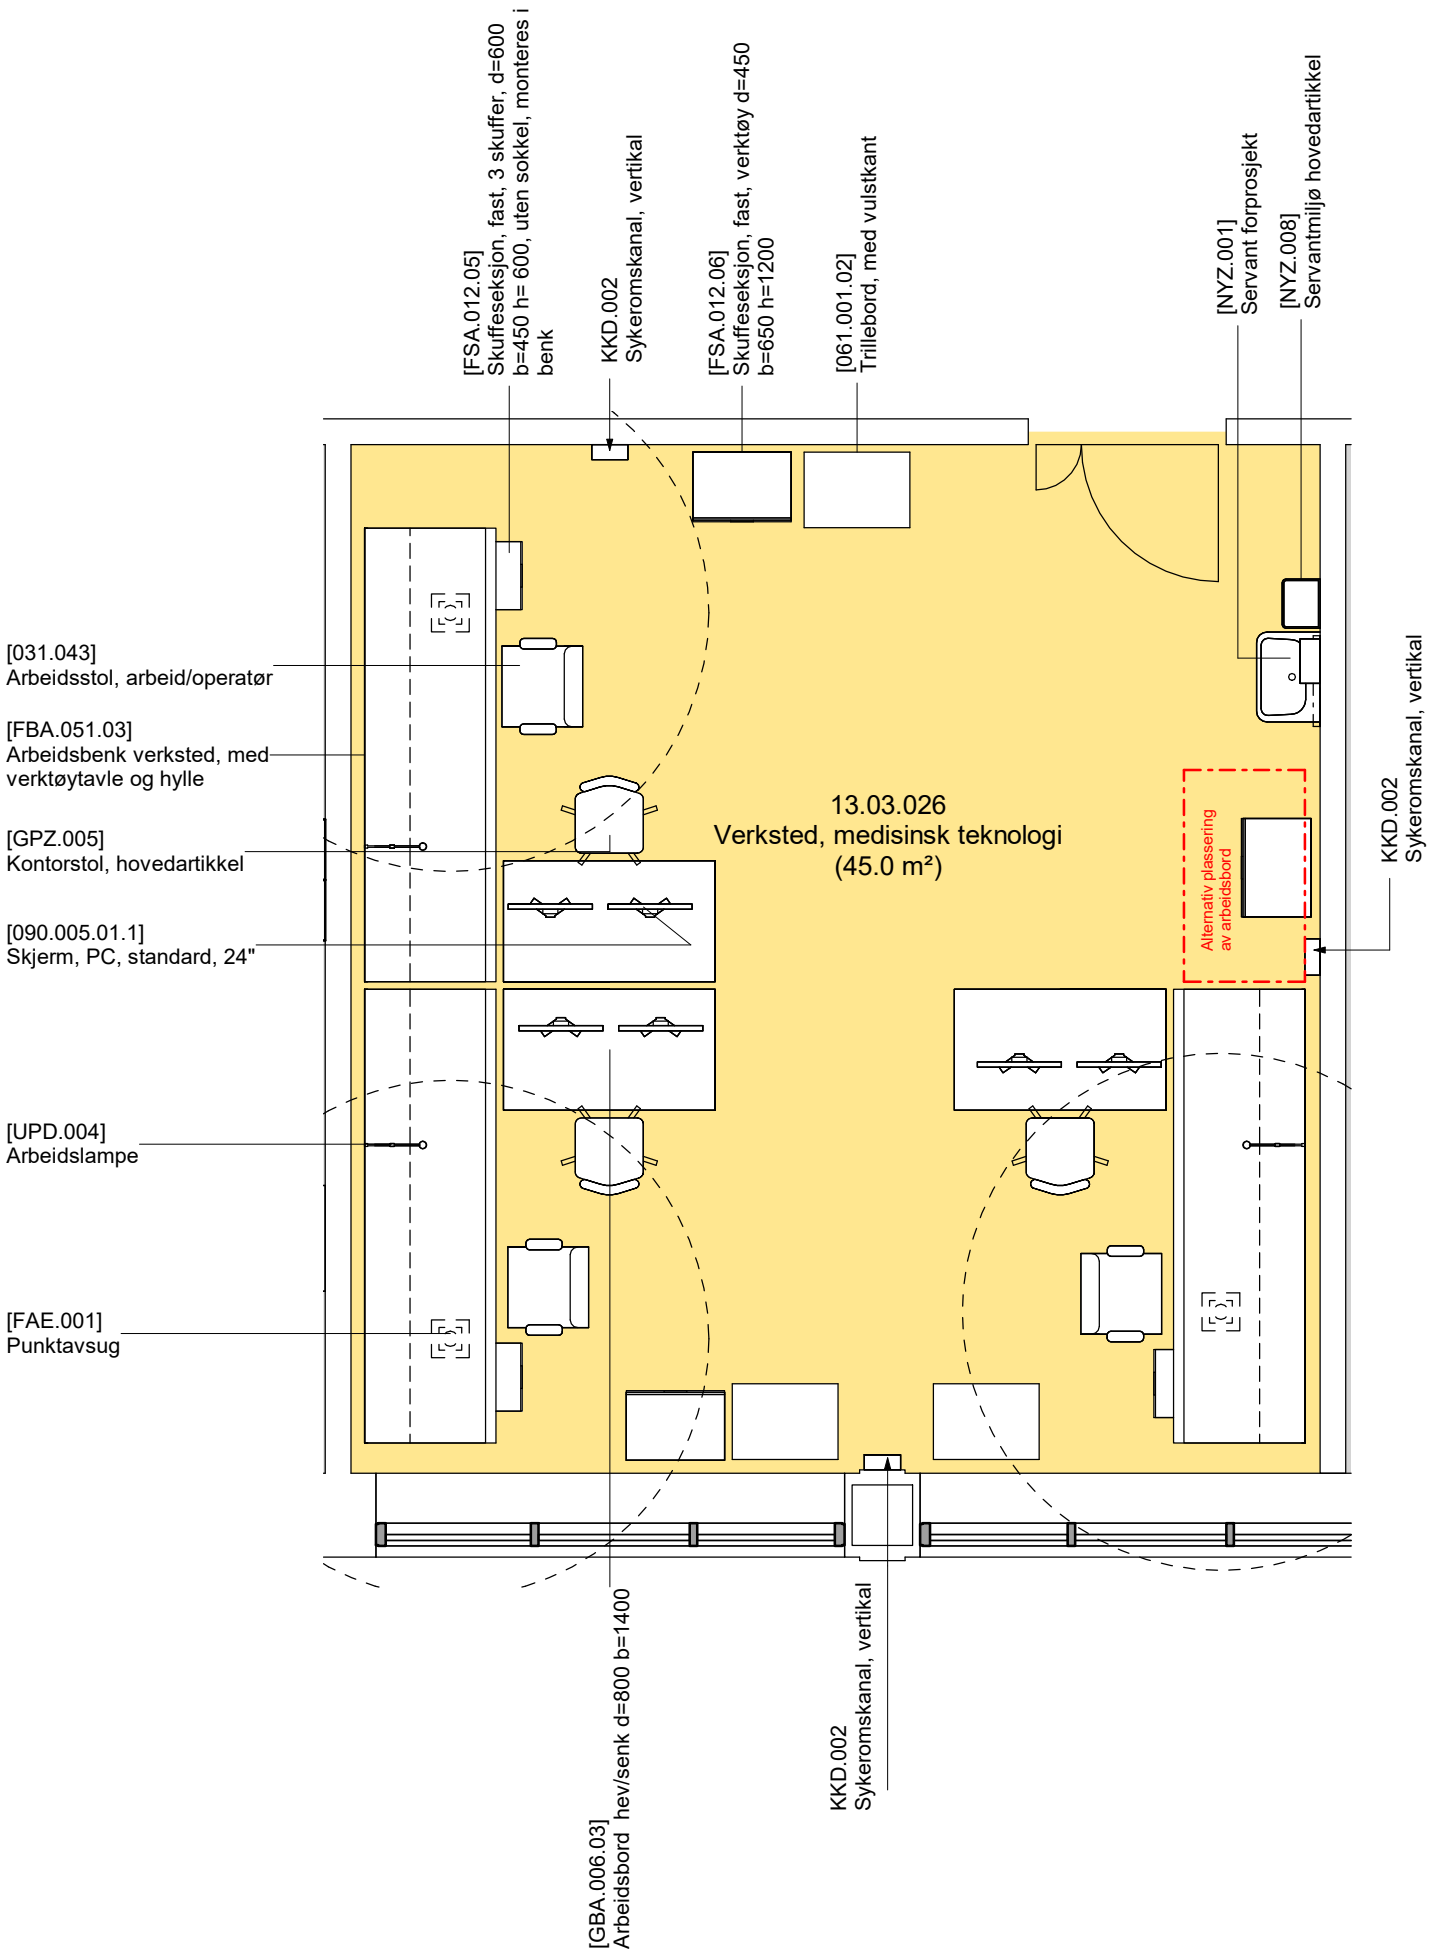 [FSA.012.05]
Skuffeseksjon, fast, 3 skuffer, d=600
b=450 h= 600, uten sokkel, monteres i
benk
KKD.002
Sykeromskanal, vertikal
[FSA.012.06]
Skuffeseksjon, fast, verktøy d=450
b=650 h=1200
[061.001.02]
Trillebord, med vulstkant
[NYZ.001]
Servant forprosjekt
[NYZ.008]
Servantmiljø hovedartikkel
[031.043]
Arbeidsstol, arbeid/operatør
[FBA.051.03]
Arbeidsbenk verksted, med
verktøytavle og hylle
[GPZ.005]
Kontorstol, hovedartikkel
[090.005.01.1]
Skjerm, PC, standard, 24"
[UPD.004]
Arbeidslampe
[FAE.001]
Punktavsug
13.03.026
Verksted, medisinsk teknologi
(45.0 m²)
Alternativ plassering
av arbeidsbord
KKD.002
Sykeromskanal, vertikal
[GBA.006.03]
Arbeidsbord  hev/senk d=800 b=1400
KKD.002
Sykeromskanal, vertikal